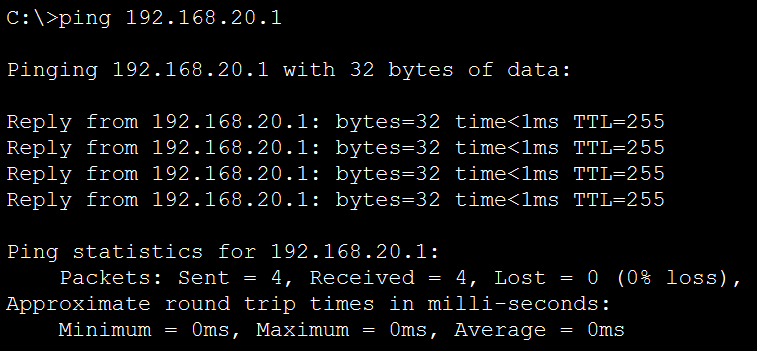 C:\>ping 192.168.20.1
Pinging 192.168.20.1 with 32 bytes of data:
Reply from 192.168.20.1: bytes=32 time<1ms TTL=255
Reply from 192.168.20.1: bytes=32 time<1ms TTL=255
Reply from 192.168.20.1: bytes=32 time<1ms TTL=255
Reply from 192.168.20.1: bytes=32 time<1ms TTL=255
Ping statistics for 192.168.20.1:
    Packets: Sent = 4, Received = 4, Lost = 0 (0% loss),
Approximate round trip times in milli-seconds:
    Minimum = 0ms, Maximum = 0ms, Average = 0ms